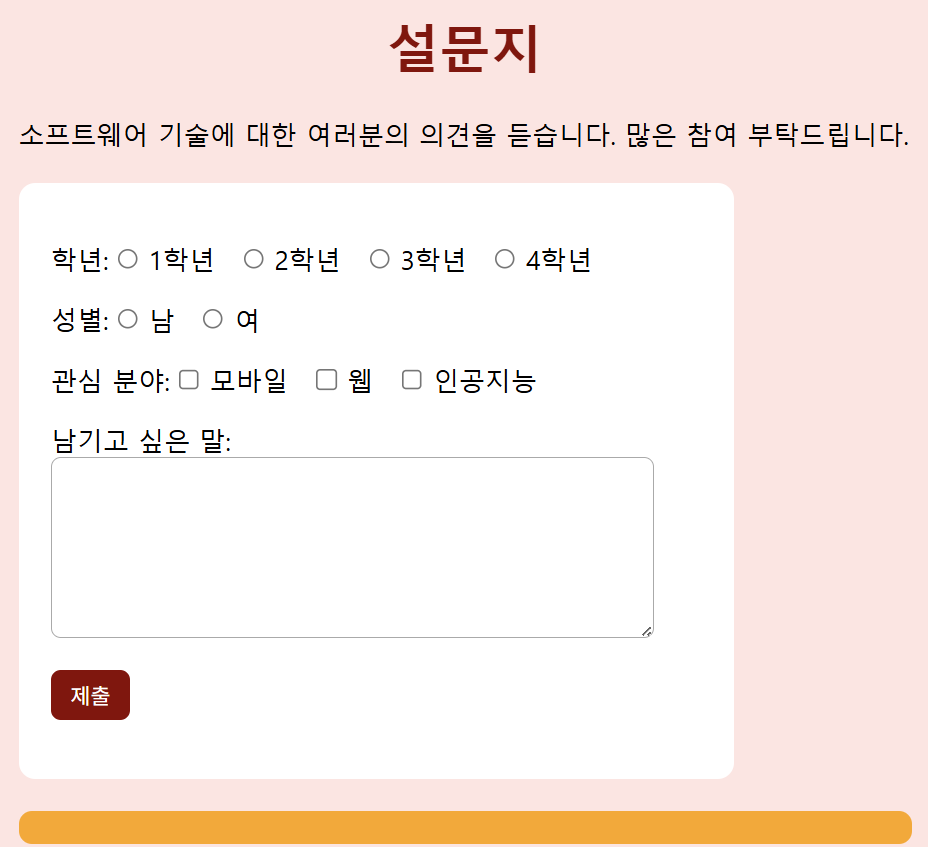 설문지
소프트웨어 기술에 대한 여러분의 의견을 듣습니다. 많은 참여 부탁드립니다.
학년: 1학년 2학년 3학년 4학년
성별: 남 여
관심 분야: 모바일 웹 인공지능
남기고 싶은 말:
제출